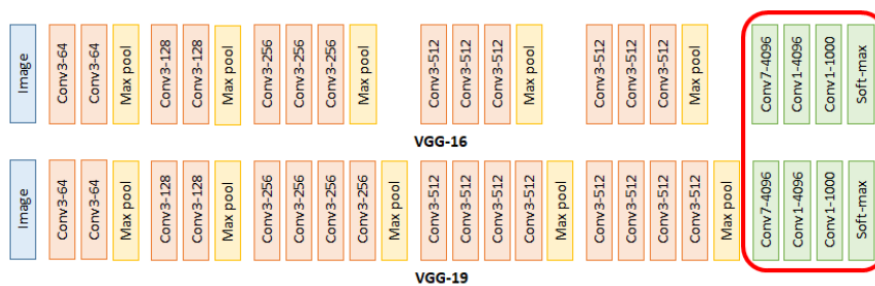 Image
Conv3-64
Conv3-64
Max pool
Conv3-128
Conv3-128
Max pool
Conv3-256
Conv3-256
Conv3-256
Max pool
Conv3-512
Conv3-512
Conv3-512
Max pool
Conv3-512
Conv3-512
Conv3-512
Max pool
Conv7-4096
Conv1-4096
Conv1-1000
Soft-max
VGG-16
Image
Conv3-64
Conv3-64
Max pool
Conv3-128
Conv3-128
Max pool
Conv3-256
Conv3-256
Conv3-256
Conv3-256
Max pool
Conv3-512
Conv3-512
Conv3-512
Conv3-512
Max pool
Conv3-512
Conv3-512
Conv3-512
Conv3-512
Max pool
Conv7-4096
Conv1-4096
Conv1-1000
Soft-max
VGG-19